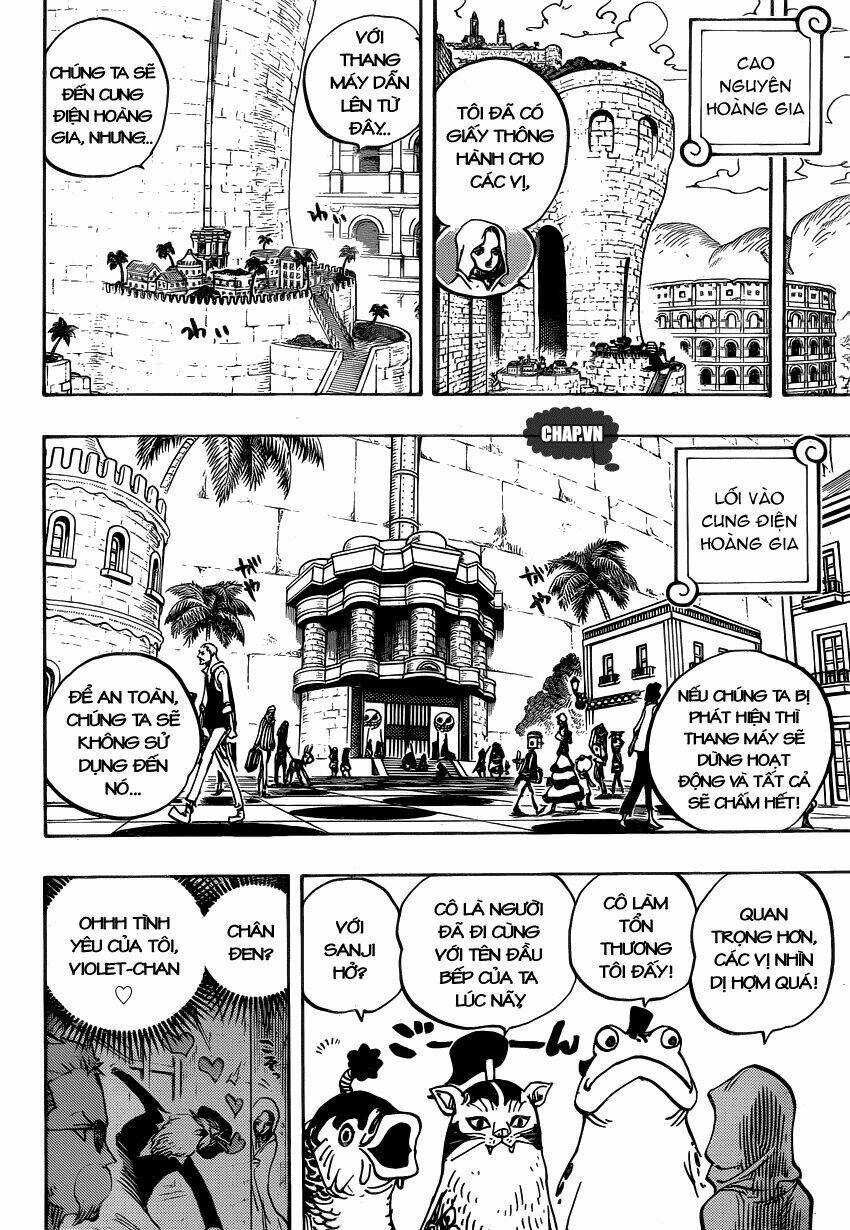 CAO
NGUYÊN
HOÀNG GIA
TÔI ĐÃ CÓ
GIẤY THÔNG
HÀNH CHO
CÁC VỊ,
VỚI
THANG
MÁY DẪN
LÊN TỪ
ĐÂY...
CHÚNG TA SẼ
ĐẾN CUNG
ĐIỆN HOÀNG
GIA, NHƯNG..
CHAP.VN
LỐI VÀO
CUNG ĐIỆN
HOÀNG GIA
NẾU CHÚNG TA BỊ
PHÁT HIỆN THÌ
THANG MÁY SẼ
DỪNG HOẠT
ĐỘNG VÀ TẤT CẢ
SẼ CHẤM HẾT!
ĐỂ AN TOÀN,
CHÚNG TA SẼ
KHÔNG SỬ
DỤNG ĐẾN
NÓ...
QUAN
TRỌNG HƠN,
CÁC VỊ NHÌN
DỊ HỢM QUÁ!
CÔ LÀM
TỔN
THƯƠNG
TÔI ĐẤY!
CÔ LÀ NGƯỜI
ĐÃ ĐI CÙNG
VỚI TÊN ĐẦU
BẾP CỦA TA
LÚC NÃY,
VỚI
SANJI
HỞ?
CHÂN
ĐEN?
OHHH TÌNH
YÊU CỦA TÔI,
VIOLET-CHAN
♡